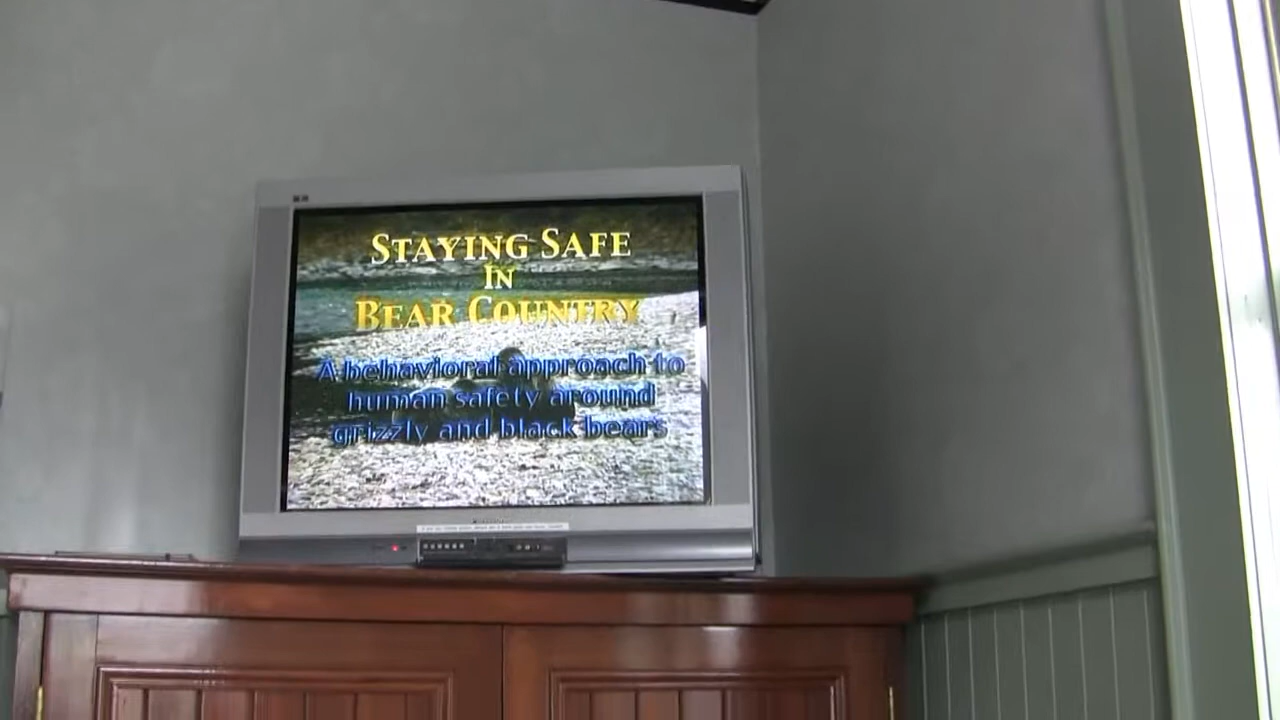 STAYING SAFE
IN
BEAR COUNTRY
A behavioral approach to
human safety around
grizzly and black bears